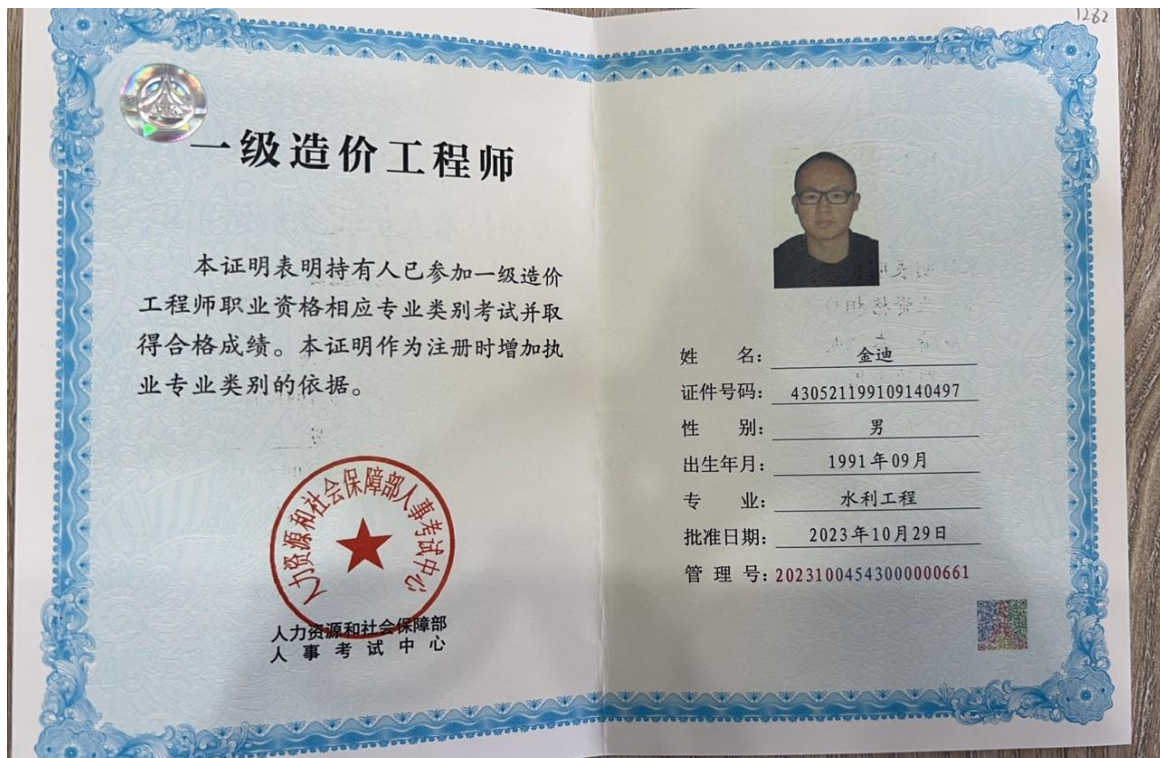 1282
一级造价工程师
本证明表明持有人已参加一级造价
工程师职业资格相应专业类别考试并取
得合格成绩。本证明作为注册时增加执
业专业类别的依据。
人力资源和社会保障部人事考试中心
人力资源和社会保障部
人事考试中心
姓 名: 金迪
证件号码: 430521199109140497
性 别: 男
出生年月: 1991年09月
专 业: 水利工程
批准日期: 2023年10月29日
管 理 号: 20231004543000000661